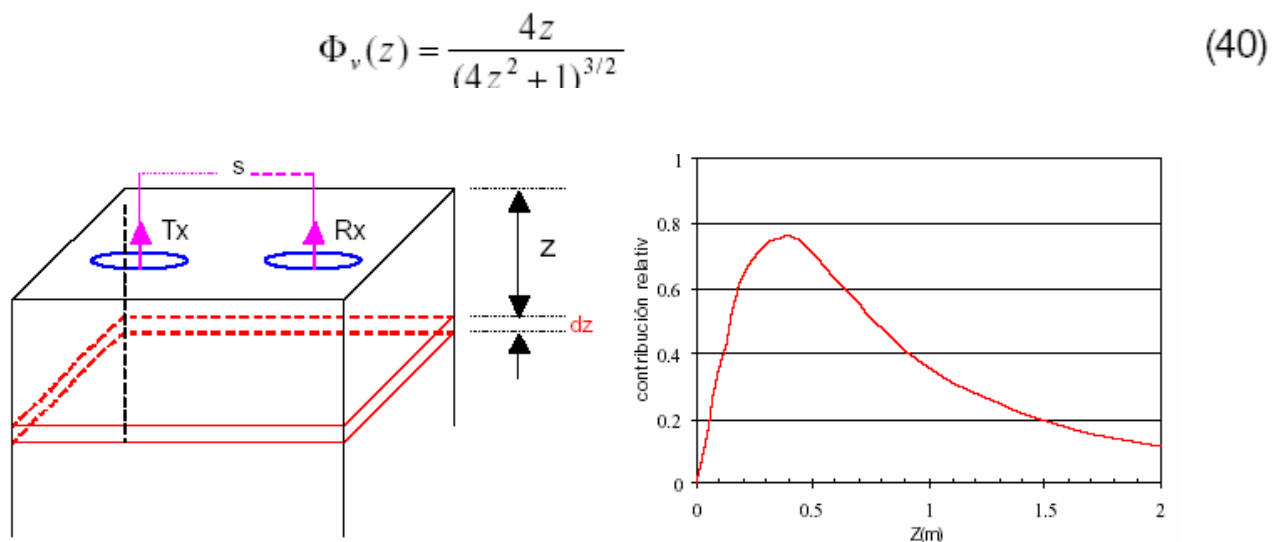 Φ_v(z) = 4z / (4z² + 1)^{3/2} (40)
s
Tx Rx
z
dz
1
0.8
0.6
0.4
0.2
0
contribución relativ
0 0.5 1 1.5 2
Z(m)